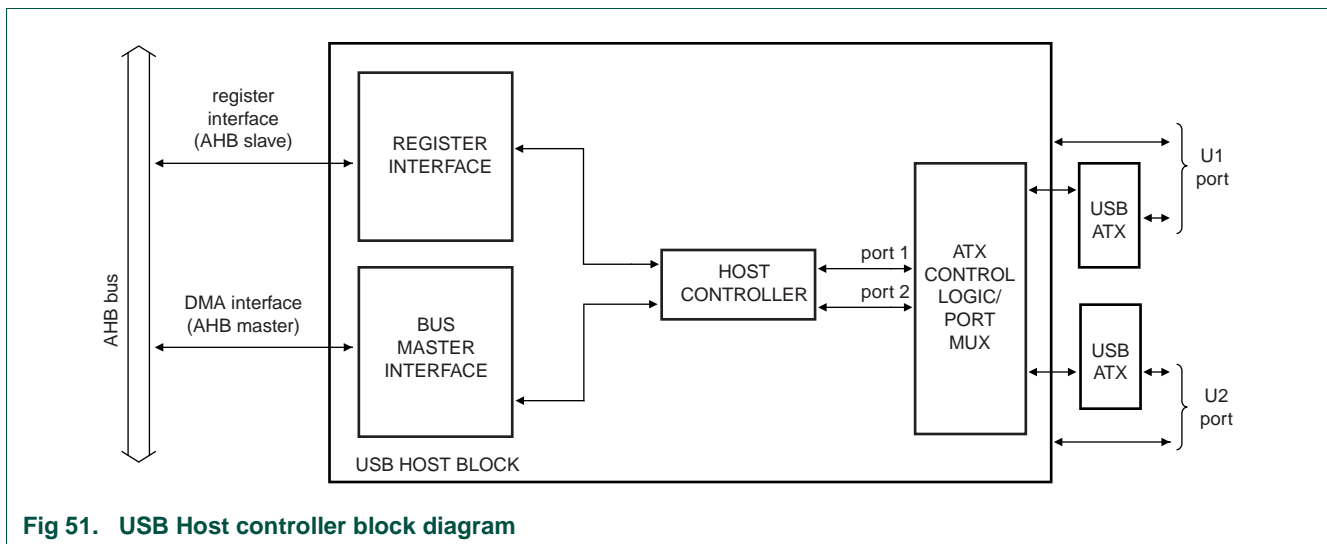 AHB bus
register
interface
(AHB slave)
DMA interface
(AHB master)
REGISTER
INTERFACE
BUS
MASTER
INTERFACE
USB HOST BLOCK
HOST
CONTROLLER
port 1
port 2
ATX
CONTROL
LOGIC/
PORT
MUX
USB
ATX
U1
port
USB
ATX
U2
port
Fig 51. USB Host controller block diagram